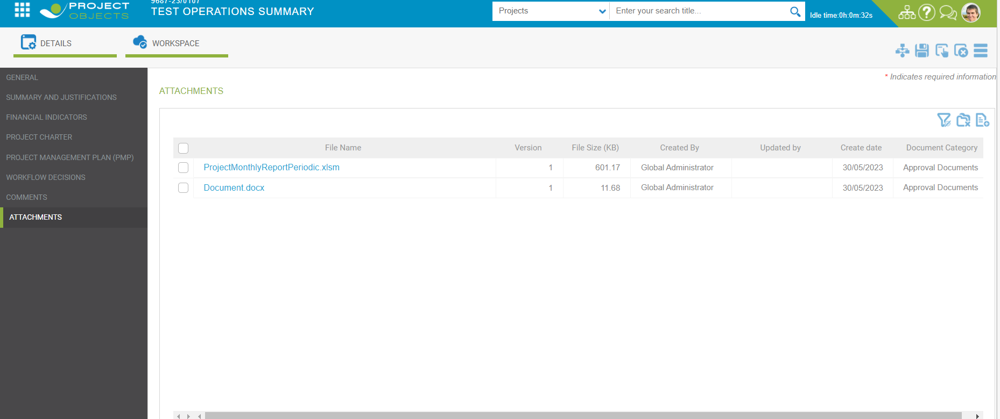 PROJECT
OBJECTS
9687-23/0107
TEST OPERATIONS SUMMARY
Projects
Enter your search title...
Idle time:0h:0m:32s
DETAILS
WORKSPACE
GENERAL
SUMMARY AND JUSTIFICATIONS
FINANCIAL INDICATORS
PROJECT CHARTER
PROJECT MANAGEMENT PLAN (PMP)
WORKFLOW DECISIONS
COMMENTS
ATTACHMENTS
* Indicates required information
ATTACHMENTS
File Name Version File Size (KB) Created By Updated by Create date Document Category
ProjectMonthlyReportPeriodic.xlsm 1 601.17 Global Administrator 30/05/2023 Approval Documents
Document.docx 1 11.68 Global Administrator 30/05/2023 Approval Documents